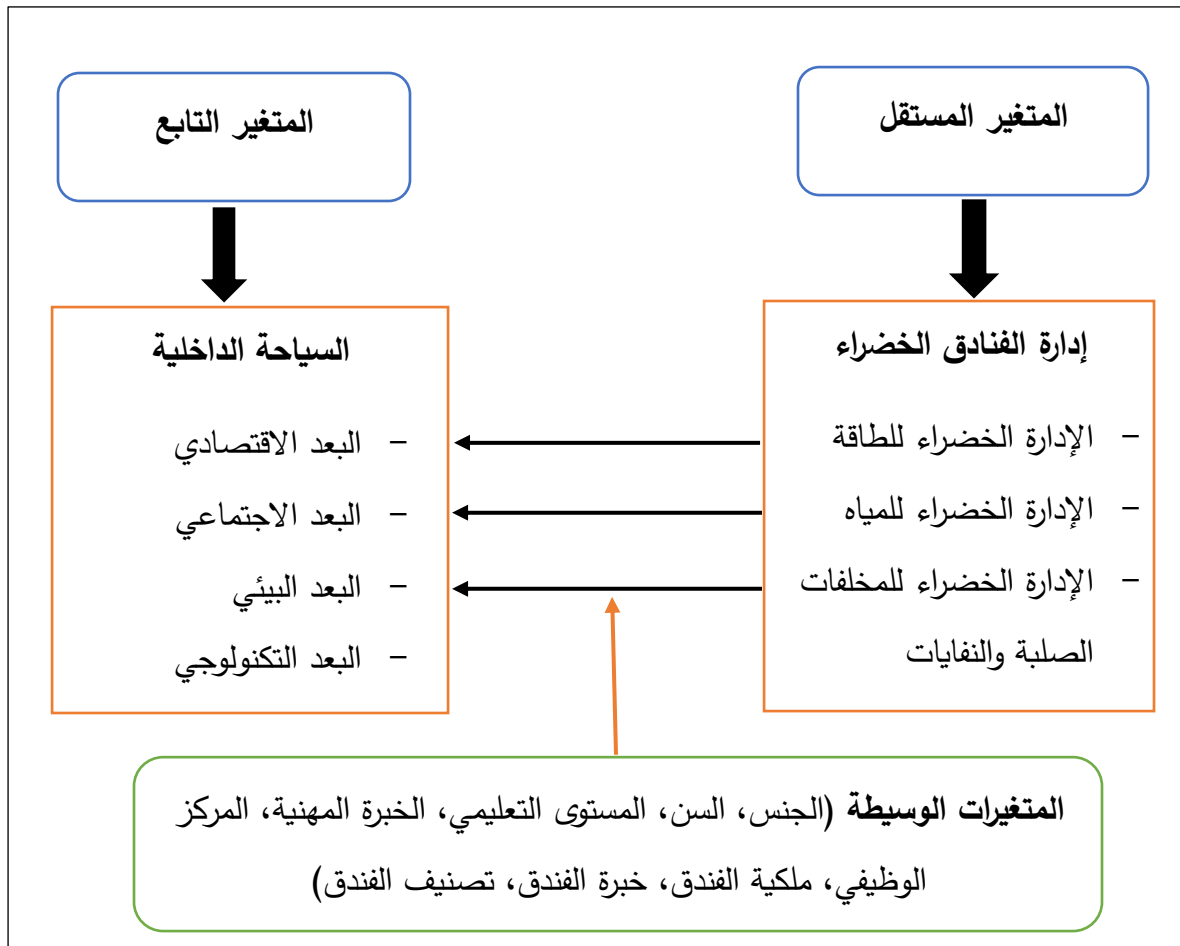 المتغير المستقل
المتغير التابع
إدارة الفنادق الخضراء
- الإدارة الخضراء للطاقة
- الإدارة الخضراء للمياه
- الإدارة الخضراء للمخلفات
الصلبة والنفايات
السياحة الداخلية
- البعد الاقتصادي
- البعد الاجتماعي
- البعد البيئي
- البعد التكنولوجي
المتغيرات الوسيطة (الجنس، السن، المستوى التعليمي، الخبرة المهنية، المركز
الوظيفي، ملكية الفندق، خبرة الفندق، تصنيف الفندق)